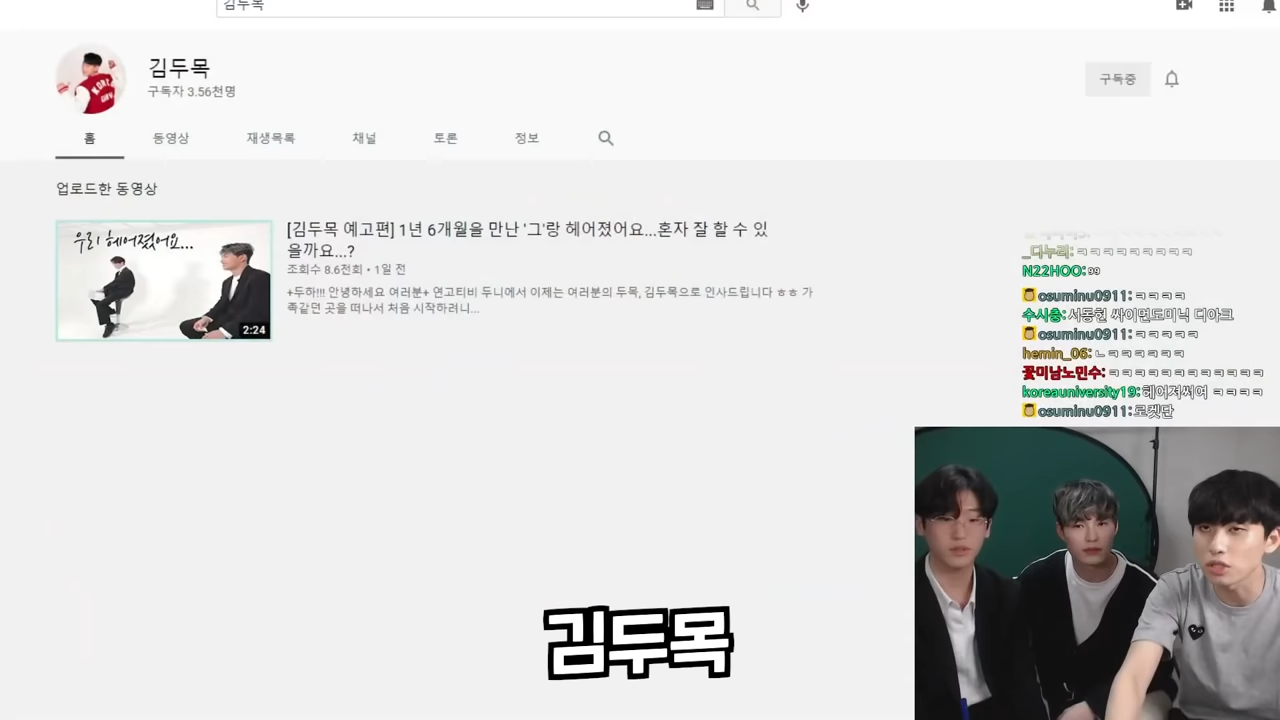 김두목
김두목
구독자 3.56천명
구독중
홈 동영상 재생목록 채널 토론 정보
업로드한 동영상
우리 헤어졌어요...
2:24
[김두목 예고편] 1년 6개월을 만난 '그'랑 헤어졌어요...혼자 잘 할 수 있
을까요...?
조회수 8.6천회 • 1일 전
+두하!!! 안녕하세요 여러분+ 연고티비 두니에서 이제는 여러분의 두목, 김두목으로 인사드립니다 ㅎㅎ 가
족같던 곳을 떠나서 처음 시작하려니...
_다누리: ㅋㅋㅋㅋㅋㅋㅋㅋㅋ
N22HOO: 99
osuminu0911: ㅋㅋㅋㅋ
수시충: 서동현 싸이먼도미닉 디아크
osuminu0911: ㅋㅋㅋㅋㅋ
hemin_06: ㄴㅋㅋㅋㅋㅋㅋ
꽃미남노민수: ㅋㅋㅋㅋㅋㅋㅋㅋㅋㅋㅋㅋ
koreauniversity19: 헤어져써여 ㅋㅋㅋㅋ
osuminu0911: 로켓단
김두목